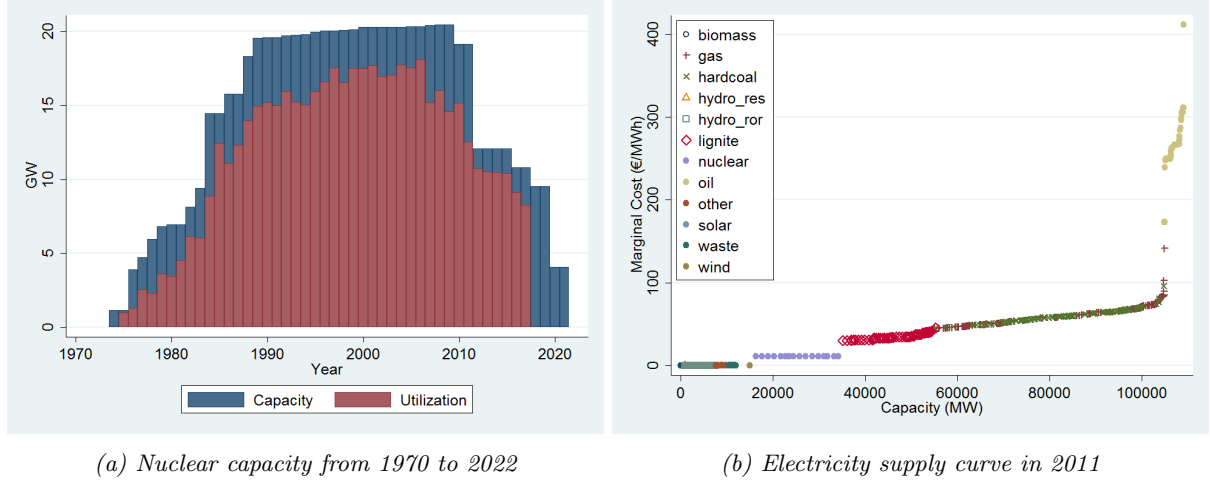 GW
20
15
10
5
0
1970
1980
1990
2000
2010
2020
Year
Capacity
Utilization
(a) Nuclear capacity from 1970 to 2022
Marginal Cost (€/MWh)
400
300
200
100
0
biomass
gas
hardcoal
hydro_res
hydro_ror
lignite
nuclear
oil
other
solar
waste
wind
0
20000
40000
60000
80000
100000
Capacity (MW)
(b) Electricity supply curve in 2011